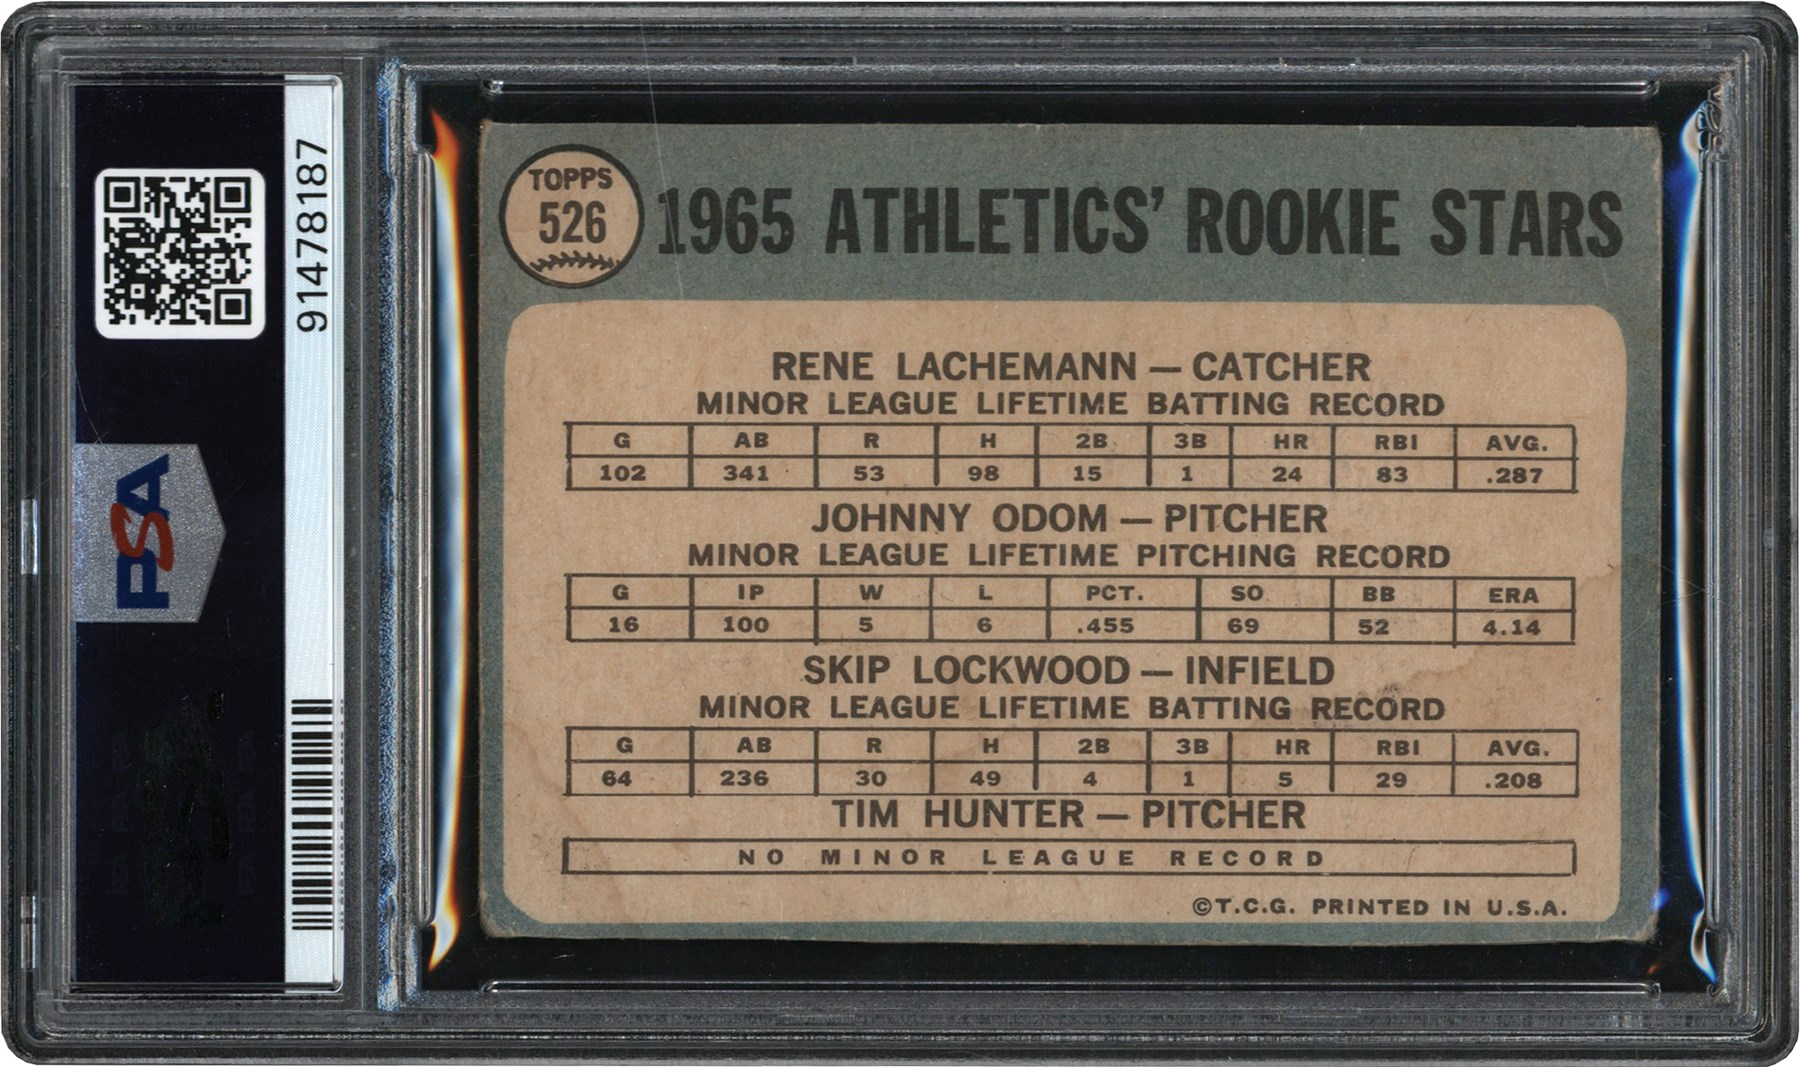 91478187
PSA
TOPPS
526
1965 ATHLETICS' ROOKIE STARS
RENE LACHEMANN — CATCHER
MINOR LEAGUE LIFETIME BATTING RECORD
G AB R H 2B 3B HR RBI AVG.
102 341 53 98 15 1 24 83 .287
JOHNNY ODOM — PITCHER
MINOR LEAGUE LIFETIME PITCHING RECORD
G IP W L PCT. SO BB ERA
16 100 5 6 .455 69 52 4.14
SKIP LOCKWOOD — INFIELD
MINOR LEAGUE LIFETIME BATTING RECORD
G AB R H 2B 3B HR RBI AVG.
64 236 30 49 4 1 5 29 .208
TIM HUNTER — PITCHER
NO MINOR LEAGUE RECORD
©T.C.G. PRINTED IN U.S.A.